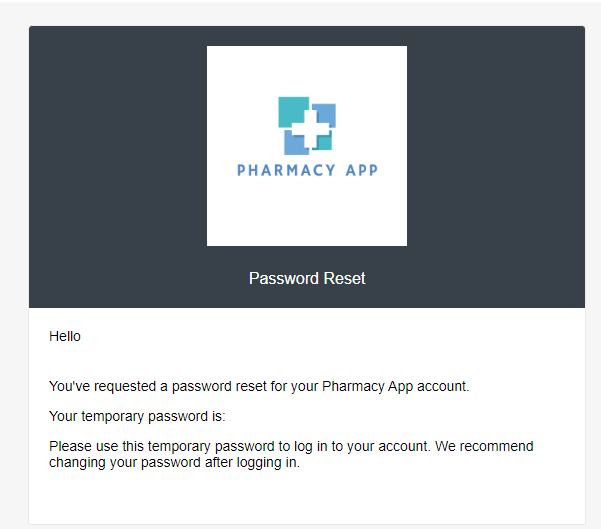 PHARMACY APP
Password Reset
Hello
You've requested a password reset for your Pharmacy App account.
Your temporary password is:
Please use this temporary password to log in to your account. We recommend
changing your password after logging in.